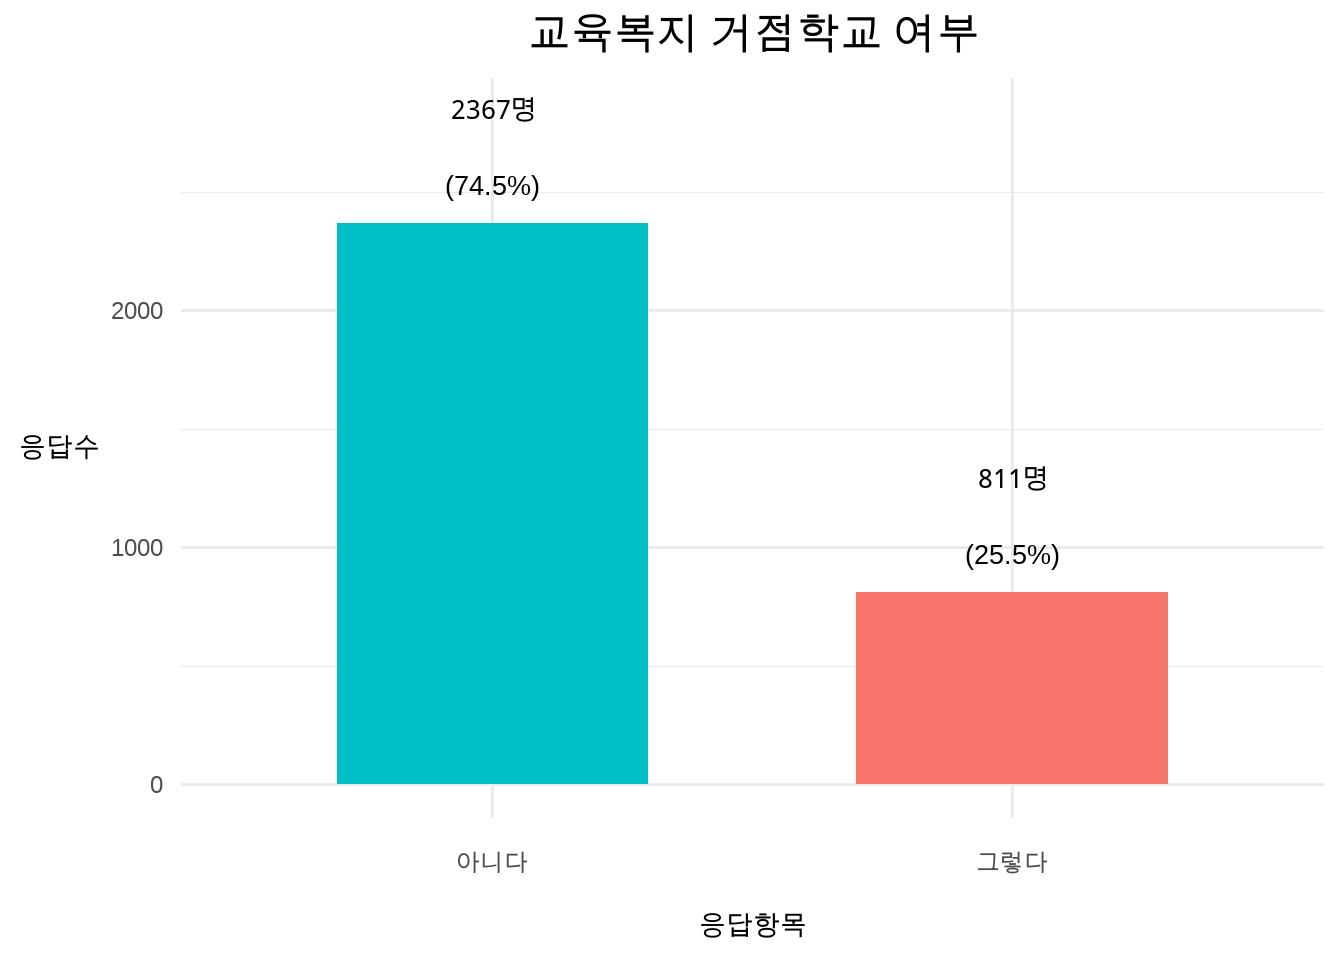 교육복지 거점학교 여부
2367명
(74.5%)
2000
응답수
811명
1000
(25.5%)
0
아니다
그렇다
응답항목